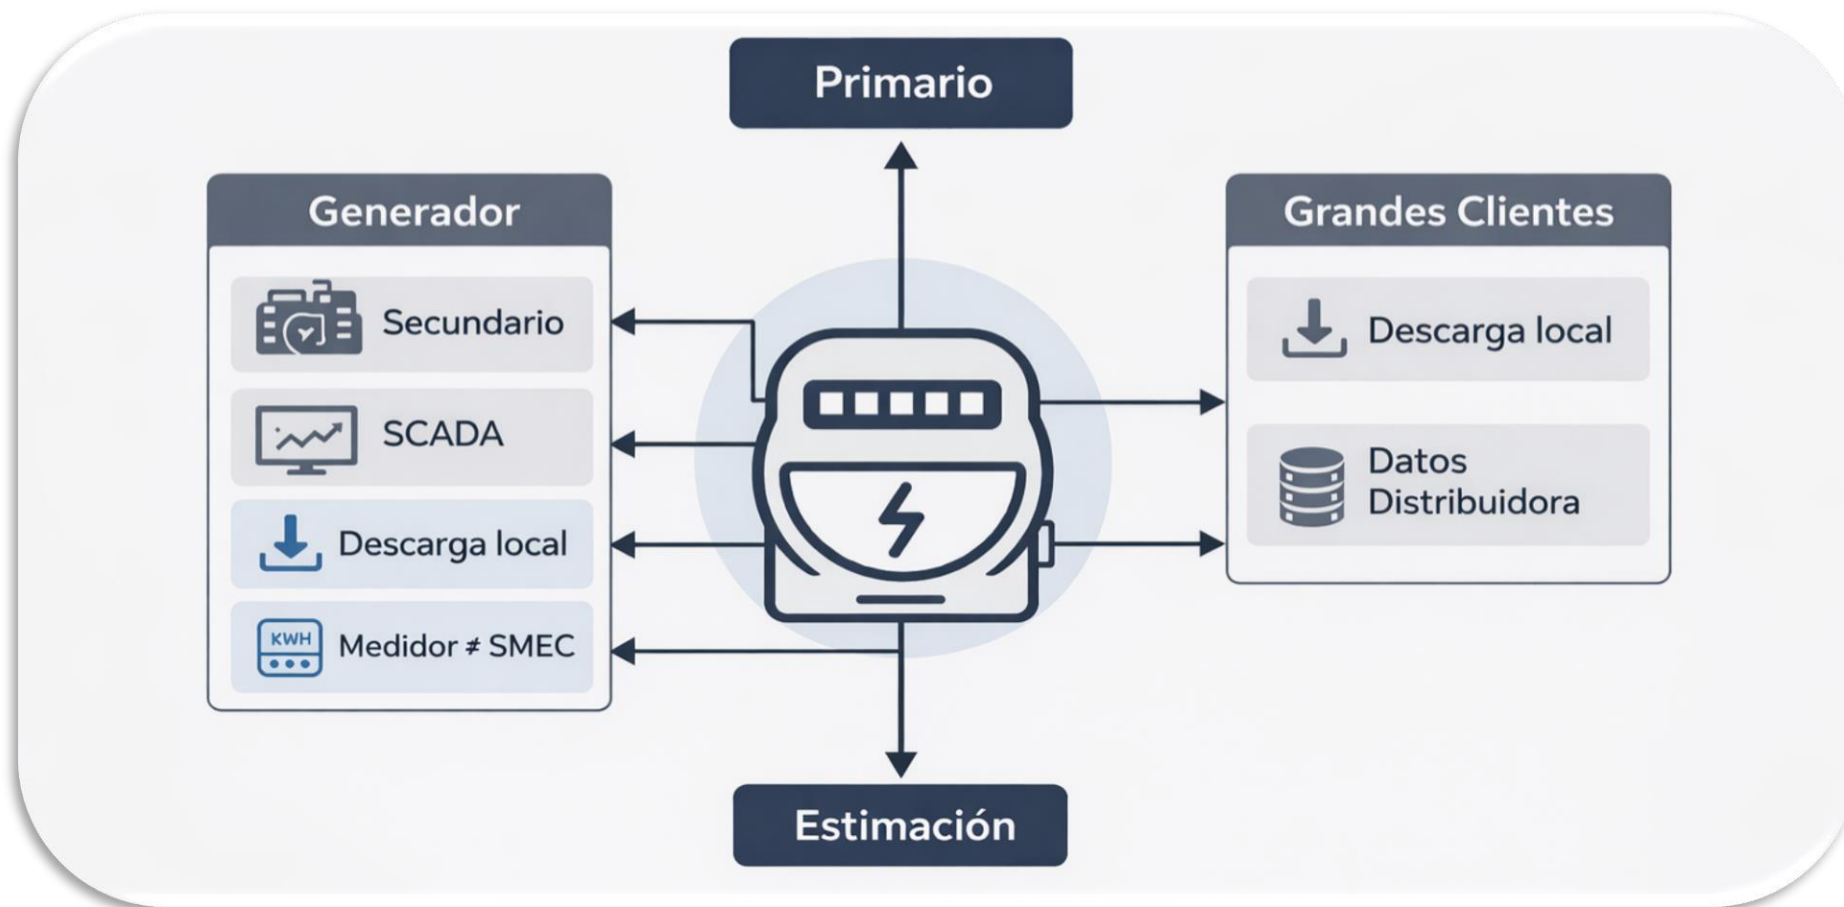 Primario
Generador
Secundario
SCADA
Descarga local
KWH
Medidor ≠ SMEC
Grandes Clientes
Descarga local
Datos
Distribuidora
Estimación